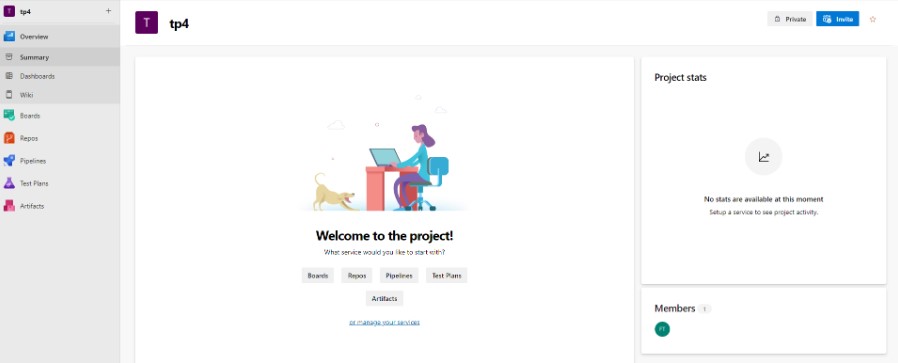 T tp4 +
Overview
Summary
Dashboards
Wiki
Boards
Repos
Pipelines
Test Plans
Artifacts
T tp4
Private Invite
Welcome to the project!
What service would you like to start with?
Boards Repos Pipelines Test Plans
Artifacts
or manage your services
Project stats
No stats are available at this moment
Setup a service to see project activity.
Members 1
PT